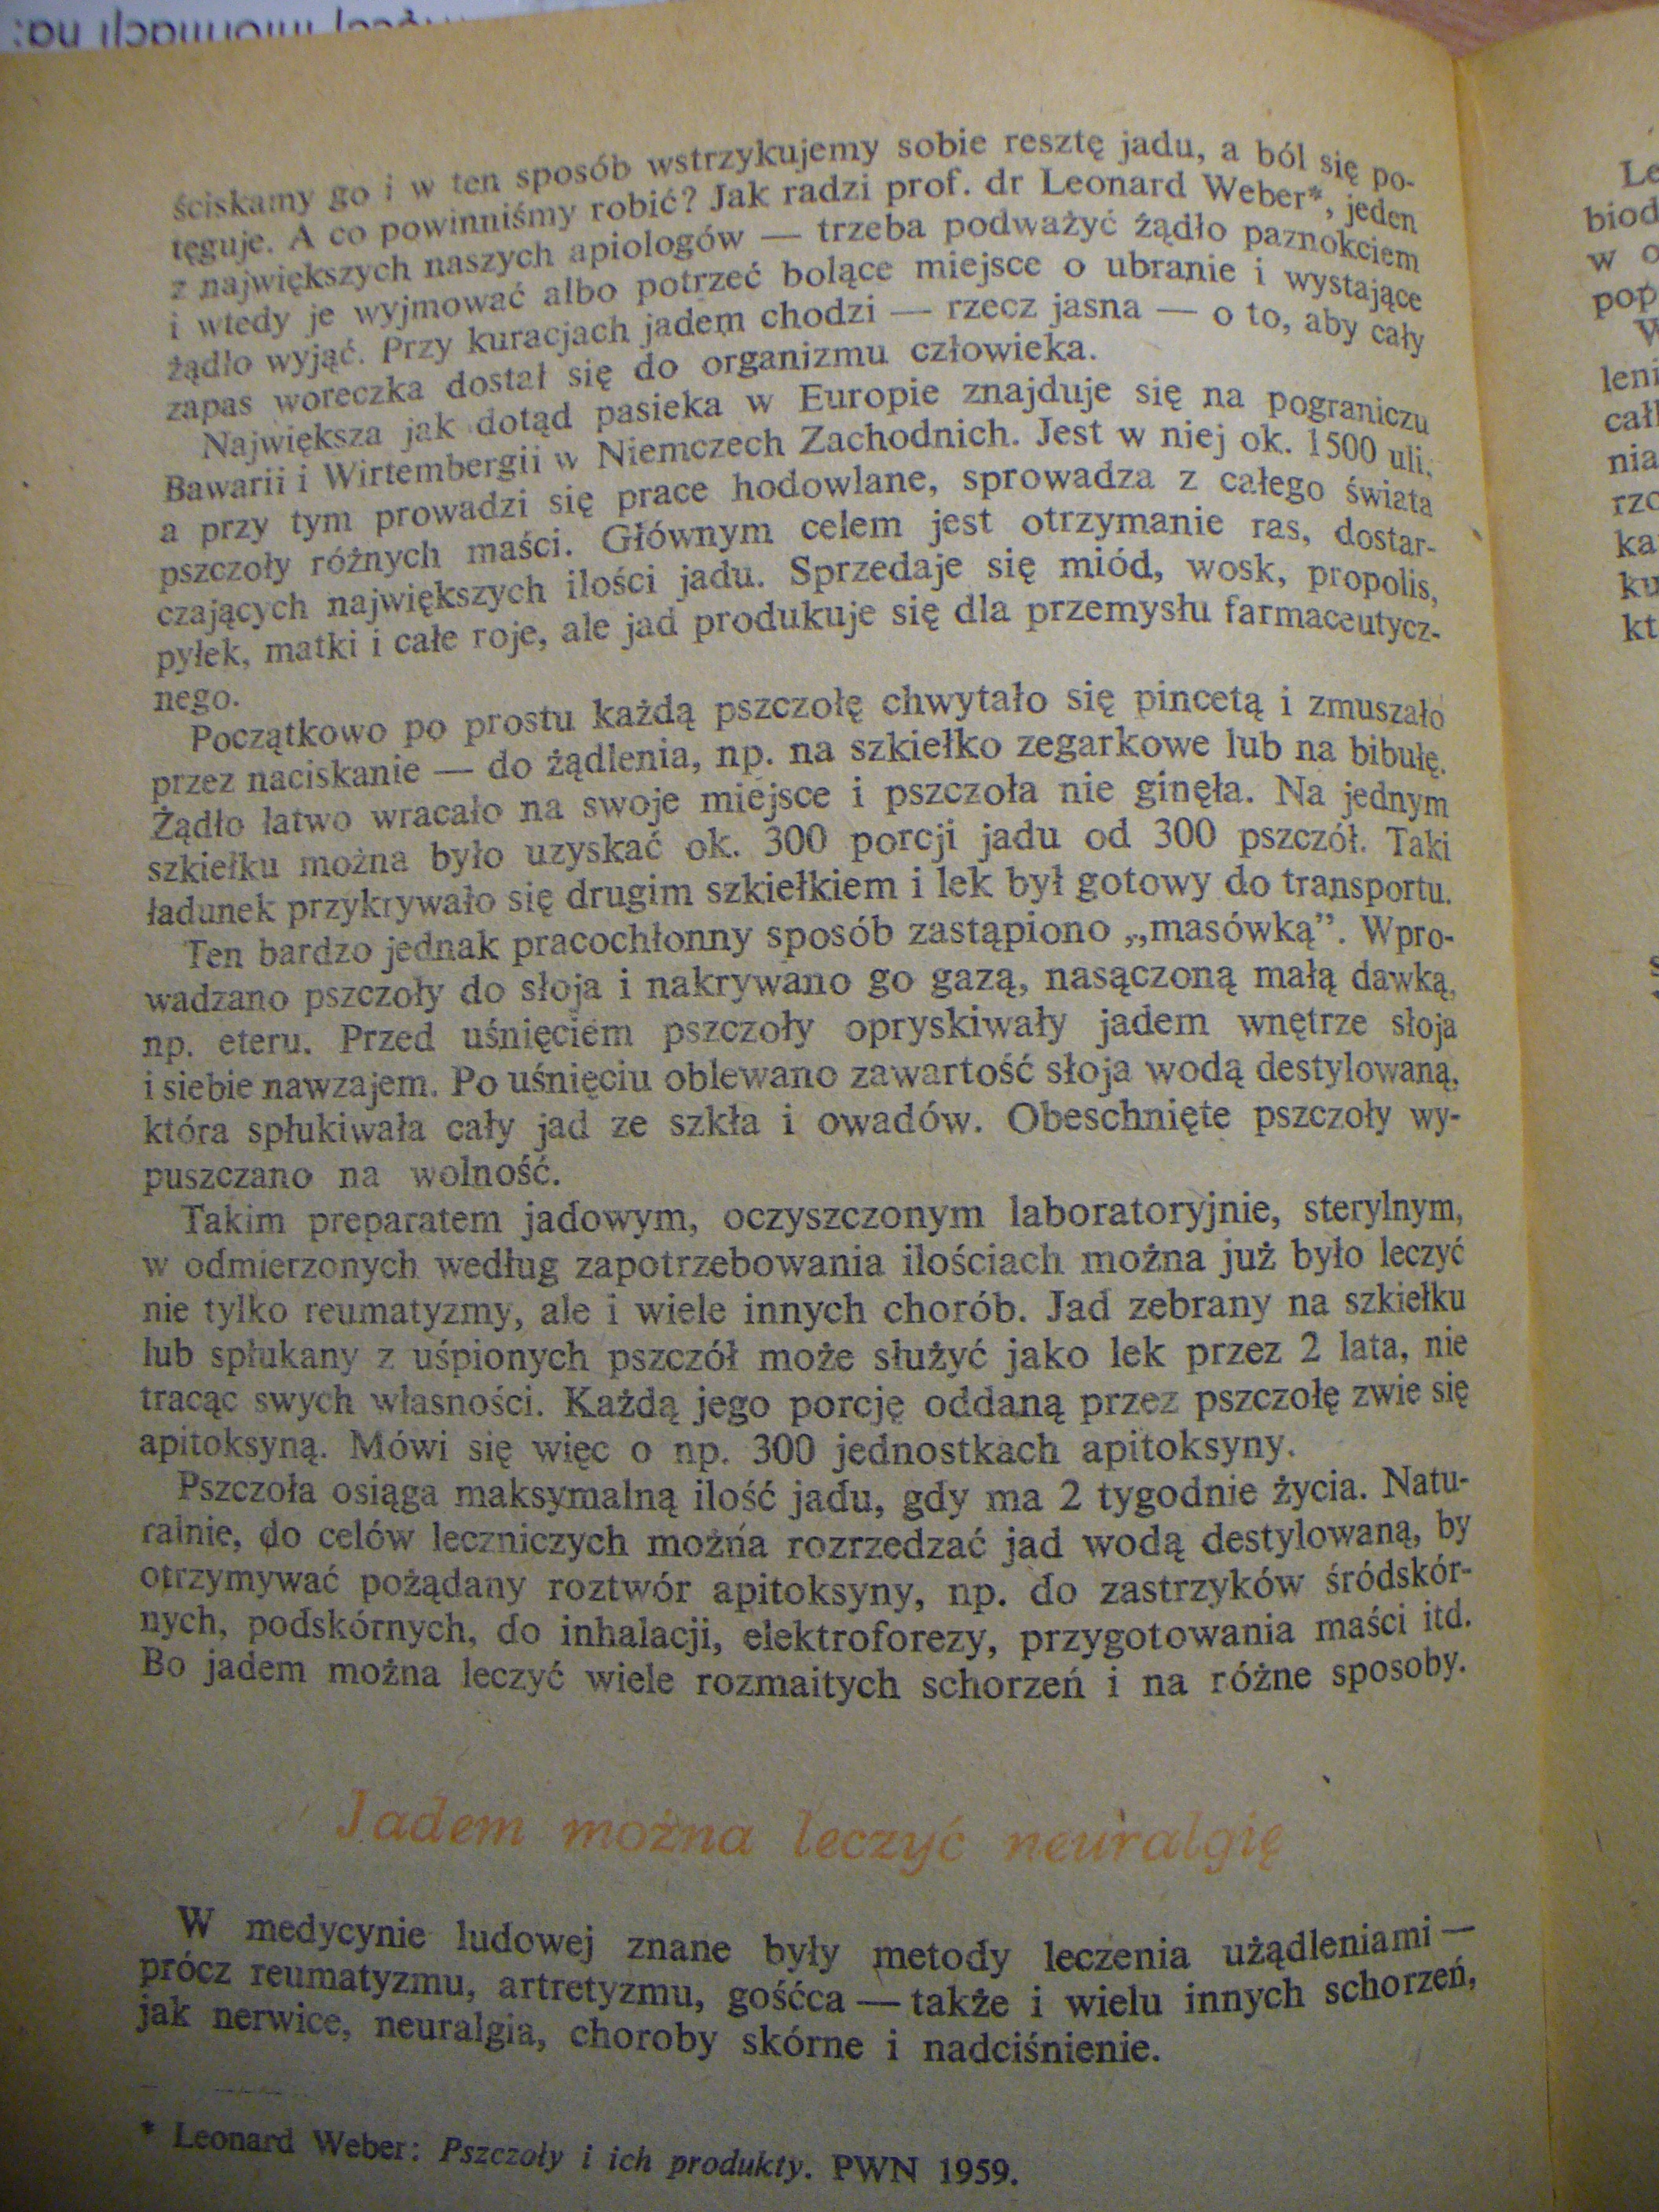 ściskamy go i w ten sposób wstrzykujemy sobie resztę jadu, a ból się po-
tęguje. A co powinniśmy robić? Jak radzi prof. dr Leonard Weber*, jeden
z największych naszych apiologów — trzeba podważyć żądło paznokciem
i wtedy je wyjmować albo potrzeć bolące miejsce o ubranie i wystające
żądło wyjąć. Przy kuracjach jadem chodzi — rzecz jasna — o to, aby cały
zapas woreczka dostał się do organizmu człowieka.
Największa jak dotąd pasieka w Europie znajduje się na pograniczu
Bawarii i Wirtembergii w Niemczech Zachodnich. Jest w niej ok. 1500 uli,
a przy tym prowadzi się prace hodowlane, sprowadza z całego świata
pszczoły różnych maści. Głównym celem jest otrzymanie ras, dostar-
czających największych ilości jadu. Sprzedaje się miód, wosk, propolis,
pyłek, matki i całe roje, ale jad produkuje się dla przemysłu farmaceutycz-
nego.
Początkowo po prostu każdą pszczołę chwytało się pincetą i zmuszało
przez naciskanie — do żądlenia, np. na szkiełko zegarkowe lub na bibułę.
Żądło łatwo wracało na swoje miejsce i pszczoła nie ginęła. Na jednym
szkiełku można było uzyskać ok. 300 porcji jadu od 300 pszczół. Taki
ładunek przykrywało się drugim szkiełkiem i lek był gotowy do transportu.
Ten bardzo jednak pracochłonny sposób zastąpiono „masówką”. Wpro-
wadzano pszczoły do słoja i nakrywano go gazą, nasączoną małą dawką,
np. eteru. Przed uśnięciem pszczoły opryskiwały jadem wnętrze słoja
i siebie nawzajem. Po uśnięciu oblewano zawartość słoja wodą destylowaną,
która spłukiwała cały jad ze szkła i owadów. Obeschnięte pszczoły wy-
puszczano na wolność.
Takim preparatem jadowym, oczyszczonym laboratoryjnie, sterylnym,
w odmierzonych według zapotrzebowania ilościach można już było leczyć
nie tylko reumatyzmy, ale i wiele innych chorób. Jad zebrany na szkiełku
lub spłukany z uśpionych pszczół może służyć jako lek przez 2 lata, nie
tracąc swych własności. Każdą jego porcję oddaną przez pszczołę zwie się
apitoksyną. Mówi się więc o np. 300 jednostkach apitoksyny.
Pszczoła osiąga maksymalną ilość jadu, gdy ma 2 tygodnie życia. Natu-
ralnie, do celów leczniczych można rozrzedzać jad wodą destylowaną, by
otrzymywać pożądany roztwór apitoksyny, np. do zastrzyków śródskór-
nych, podskórnych, do inhalacji, elektroforezy, przygotowania maści itd.
Bo jadem można leczyć wiele rozmaitych schorzeń i na różne sposoby.
Jadem można leczyć neuralgię
W medycynie ludowej znane były metody leczenia użądleniami —
prócz reumatyzmu, artretyzmu, gośćca — także i wielu innych schorzeń,
jak nerwice, neuralgia, choroby skórne i nadciśnienie.
* Leonard Weber: Pszczoły i ich produkty. PWN 1959.